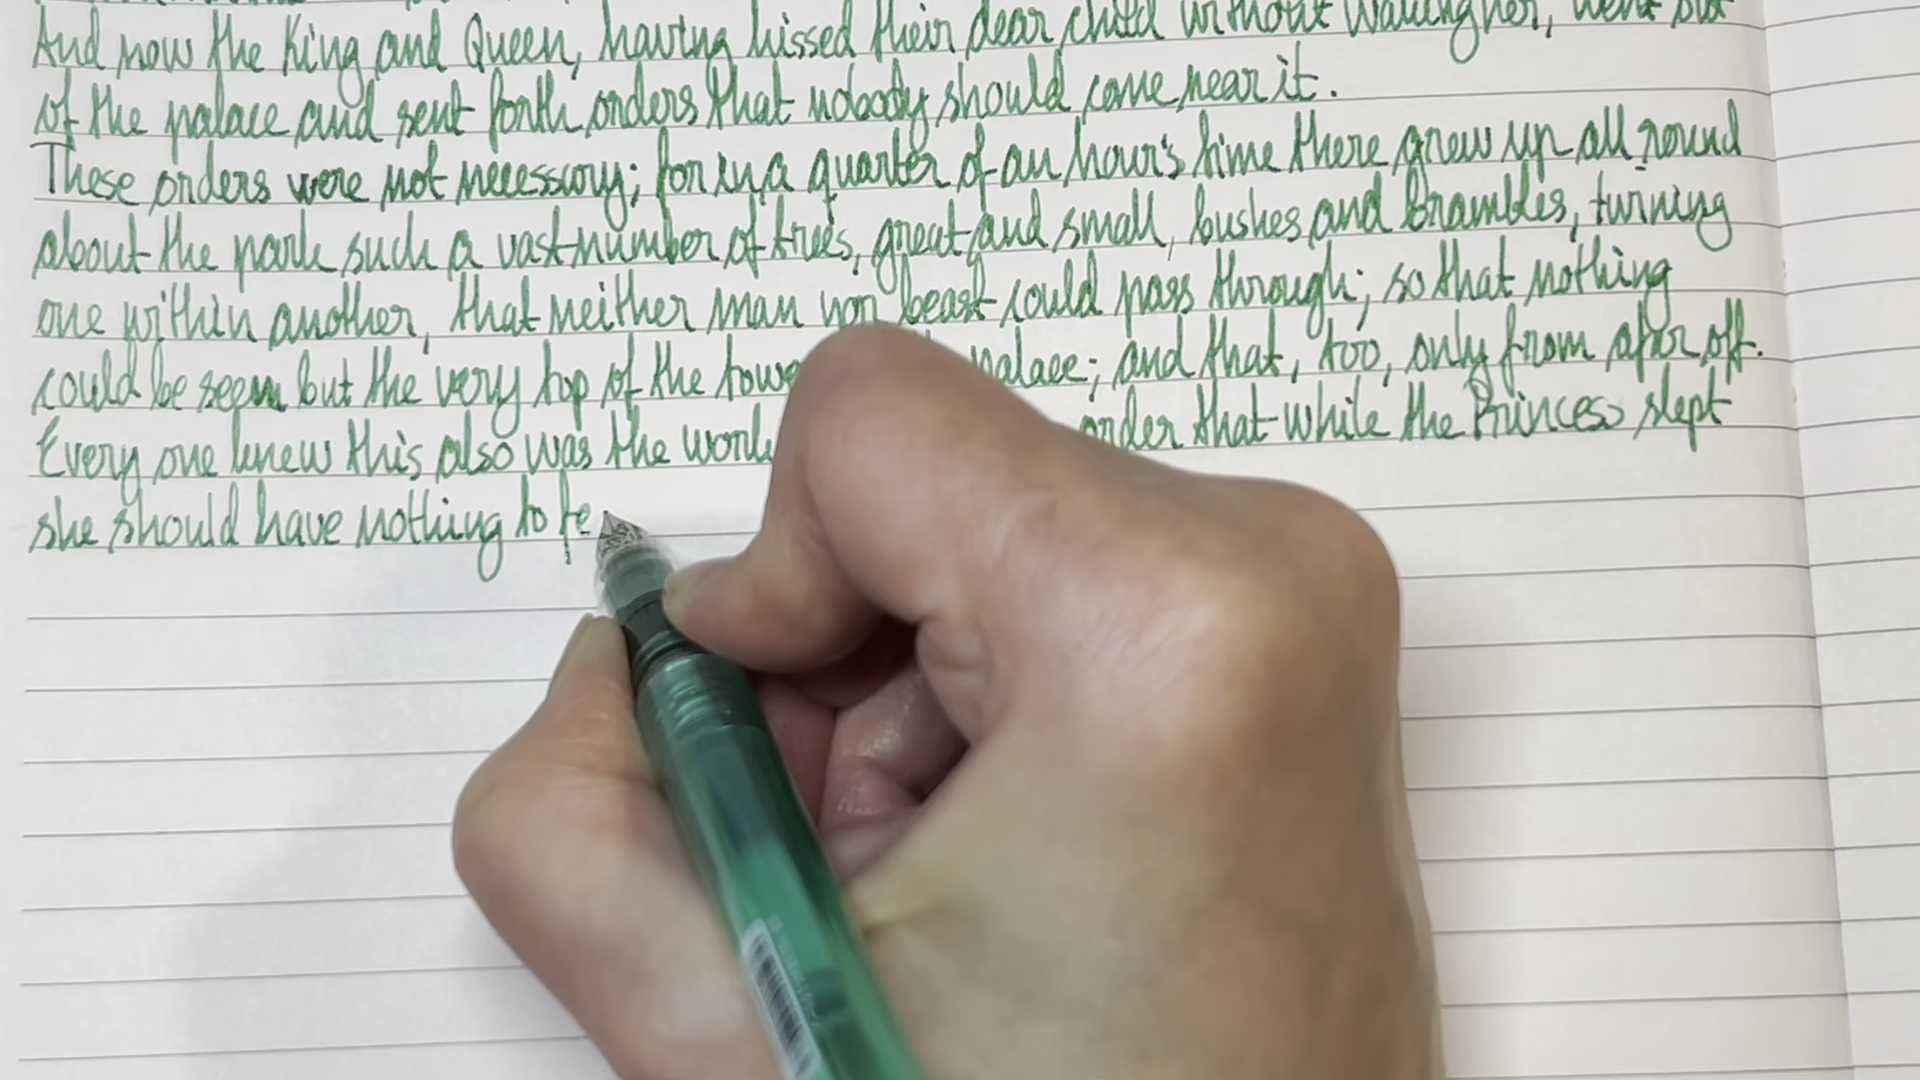 And now the King and Queen, having kissed their dear child without waking her, went out
of the palace and sent forth orders that nobody should come near it.
These orders were not necessary; for in a quarter of an hour's time there grew up all round
about the park such a vast number of trees, great and small, bushes and brambles, turning
one within another, that neither man nor beast could pass through; so that nothing
could be seen but the very top of the towe palace; and that, too, only from afar off.
Every one knew this also was the work order that while the Princess slept
she should have nothing to fe